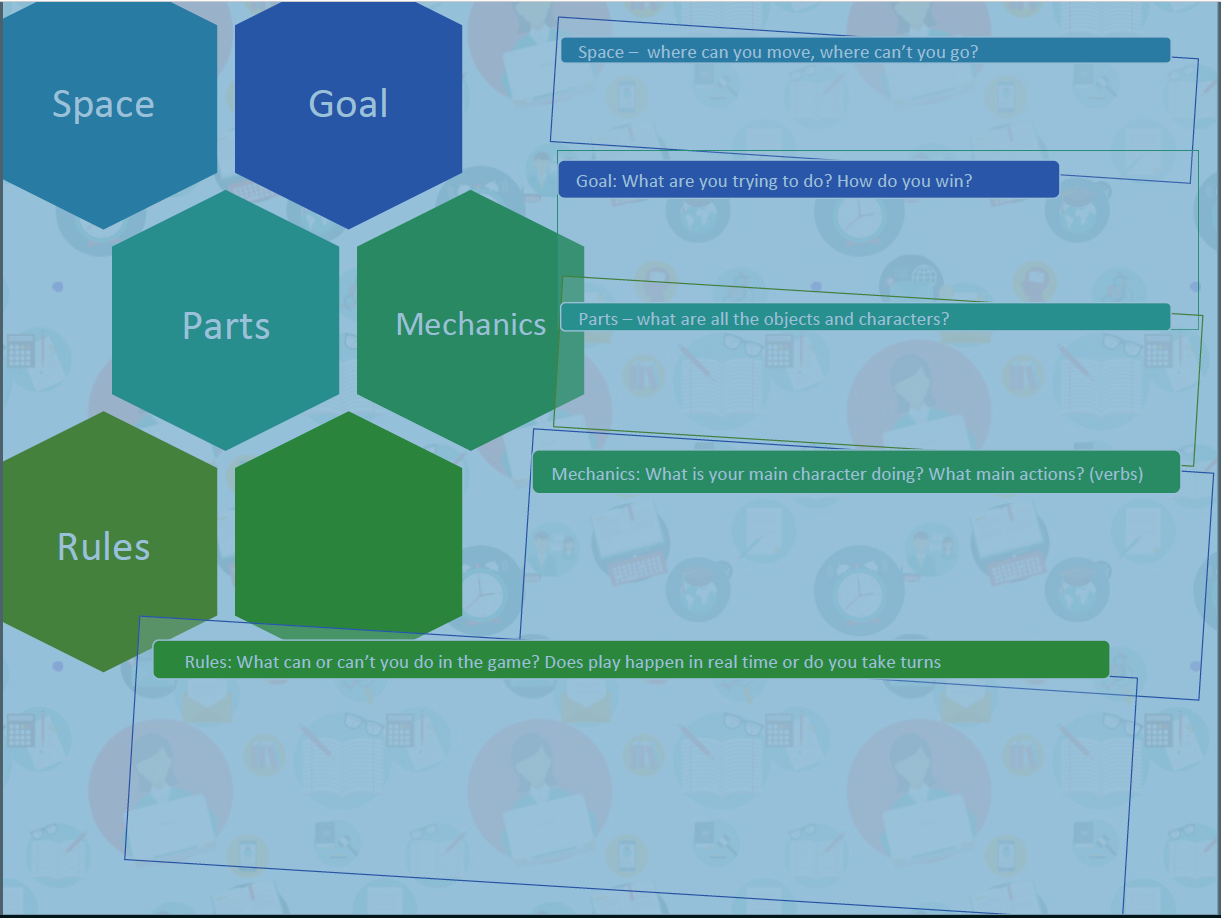 Space
Goal
Parts
Mechanics
Rules
Space –  where can you move, where can’t you go?
Goal: What are you trying to do? How do you win?
Parts – what are all the objects and characters?
Mechanics: What is your main character doing? What main actions? (verbs)
Rules: What can or can’t you do in the game? Does play happen in real time or do you take turns